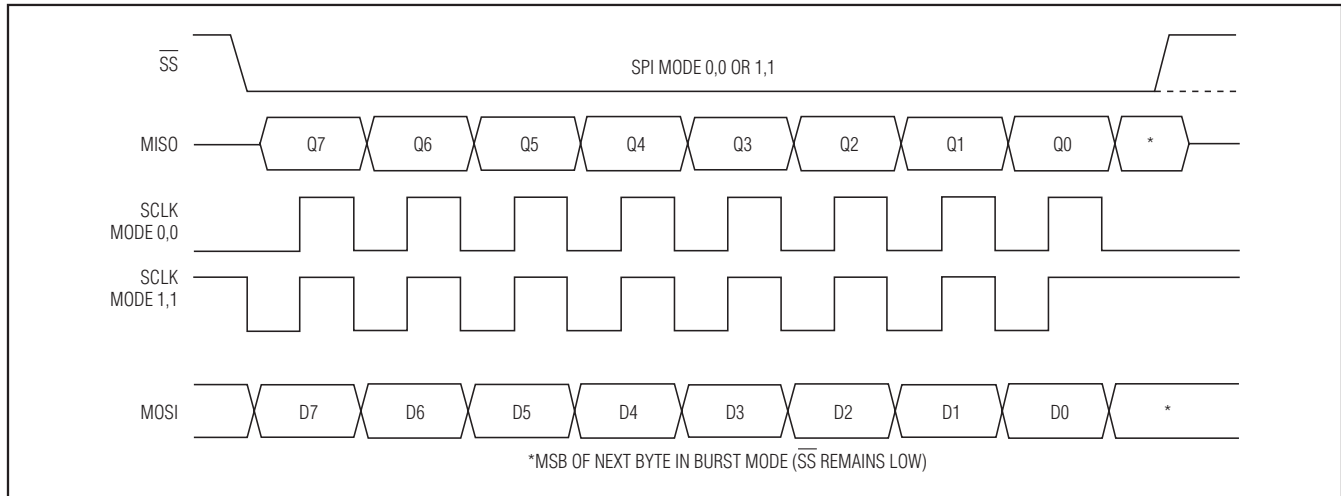 S̅S̅
SPI MODE 0,0 OR 1,1
MISO
Q7 Q6 Q5 Q4 Q3 Q2 Q1 Q0 *
SCLK
MODE 0,0
SCLK
MODE 1,1
MOSI
D7 D6 D5 D4 D3 D2 D1 D0 *
*MSB OF NEXT BYTE IN BURST MODE (S̅S̅ REMAINS LOW)